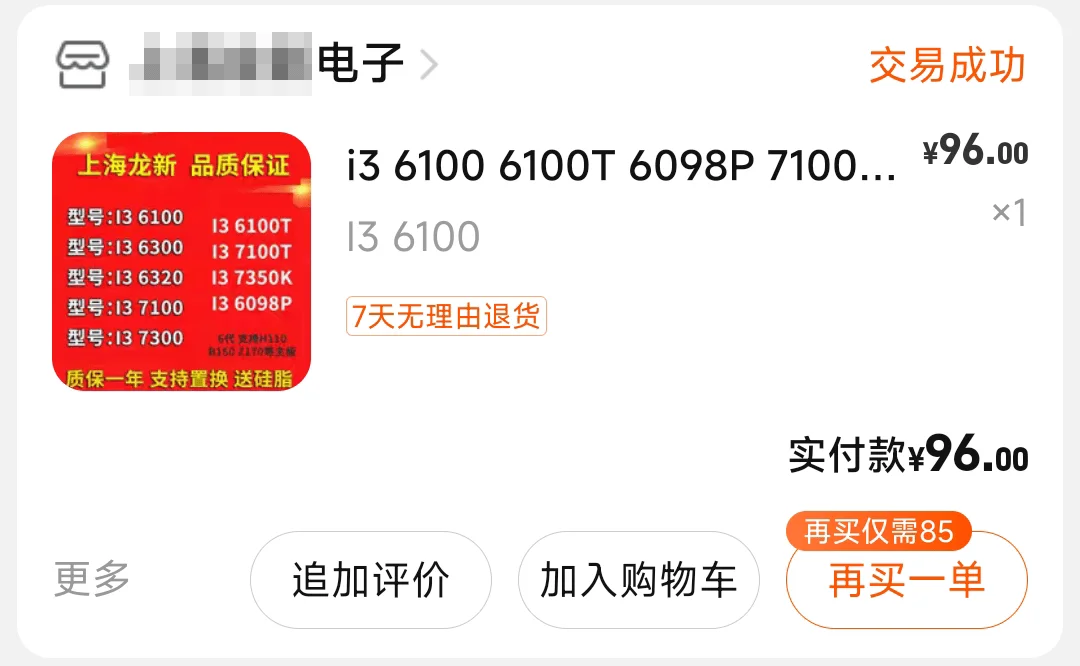 电子
交易成功
上海龙新 品质保证
型号:I3 6100
型号:I3 6300
型号:I3 6320
型号:I3 7100
型号:I3 7300
I3 6100T
I3 7100T
I3 7350K
I3 6098P
质保一年 支持置换 送硅脂
i3 6100 6100T 6098P 7100...
¥96.00
×1
I3 6100
7天无理由退货
实付款¥96.00
更多
追加评价
加入购物车
再买仅需85
再买一单